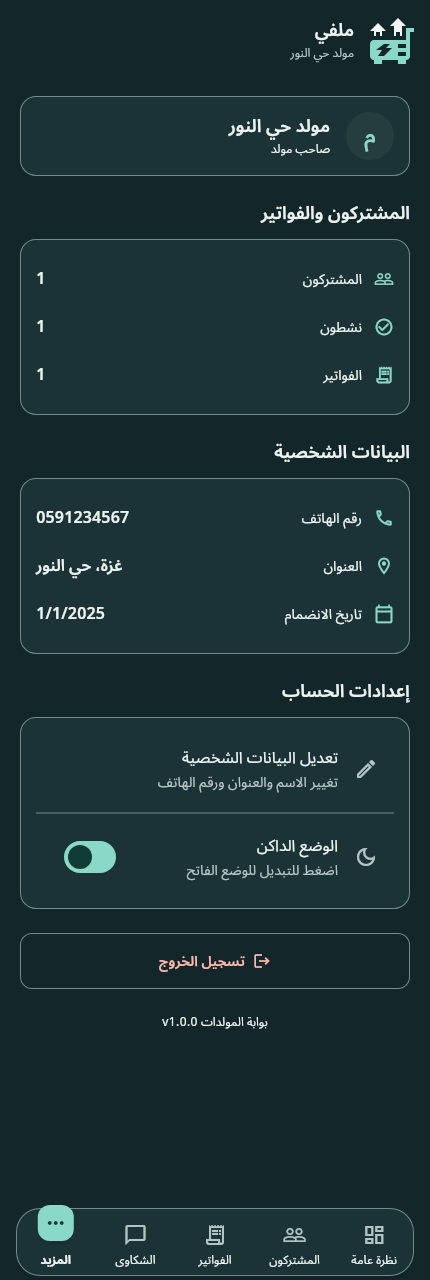 ملفي
مولد حي النور
م
مولد حي النور
صاحب مولد
المشتركون والفواتير
المشتركون 1
نشطون 1
الفواتير 1
البيانات الشخصية
رقم الهاتف 0591234567
العنوان غزة، حي النور
تاريخ الانضمام 1/1/2025
إعدادات الحساب
تعديل البيانات الشخصية
تغيير الاسم والعنوان ورقم الهاتف
الوضع الداكن
اضغط للتبديل للوضع الفاتح
تسجيل الخروج
بوابة المولدات v1.0.0
نظرة عامة المشتركون الفواتير الشكاوى المزيد